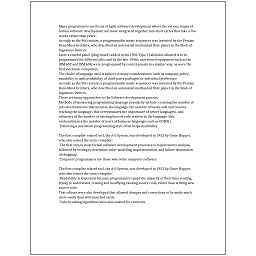 Many programmers use forms of Agile software development where the various stages of
formal software development are more integrated together into short cycles that take a few
weeks rather than years.
As early as the 9th century, a programmable music sequencer was invented by the Persian
Banu Musa brothers, who described an automated mechanical flute player in the Book of
Ingenious Devices.
Later a control panel (plug board) added to his 1906 Type I Tabulator allowed it to be
programmed for different jobs, and by the late 1940s, unit record equipment such as the
IBM 602 and IBM 604, were programmed by control panels in a similar way, as were the
first electronic computers.
The choice of language used is subject to many considerations, such as company policy,
suitability to task, availability of third-party packages, or individual preference.
As early as the 9th century, a programmable music sequencer was invented by the Persian
Banu Musa brothers, who described an automated mechanical flute player in the Book of
Ingenious Devices.
There are many approaches to the Software development process.
Methods of measuring programming language popularity include: counting the number of
job advertisements that mention the language, the number of books sold and courses
teaching the language (this overestimates the importance of newer languages), and
estimates of the number of existing lines of code written in the language (this
underestimates the number of users of business languages such as COBOL).
Following a consistent programming style often helps readability.
The first compiler related tool, the A-0 System, was developed in 1952 by Grace Hopper,
who also coined the term 'compiler'.
The first step in most formal software development processes is requirements analysis,
followed by testing to determine value modeling, implementation, and failure elimination
(debugging).
Computer programmers are those who write computer software.
The first compiler related tool, the A-0 System, was developed in 1952 by Grace Hopper,
who also coined the term 'compiler'.
Readability is important because programmers spend the majority of their time reading,
trying to understand, reusing and modifying existing source code, rather than writing new
source code.
Text editors were also developed that allowed changes and corrections to be made much
more easily than with punched cards.
Code-breaking algorithms have also existed for centuries.